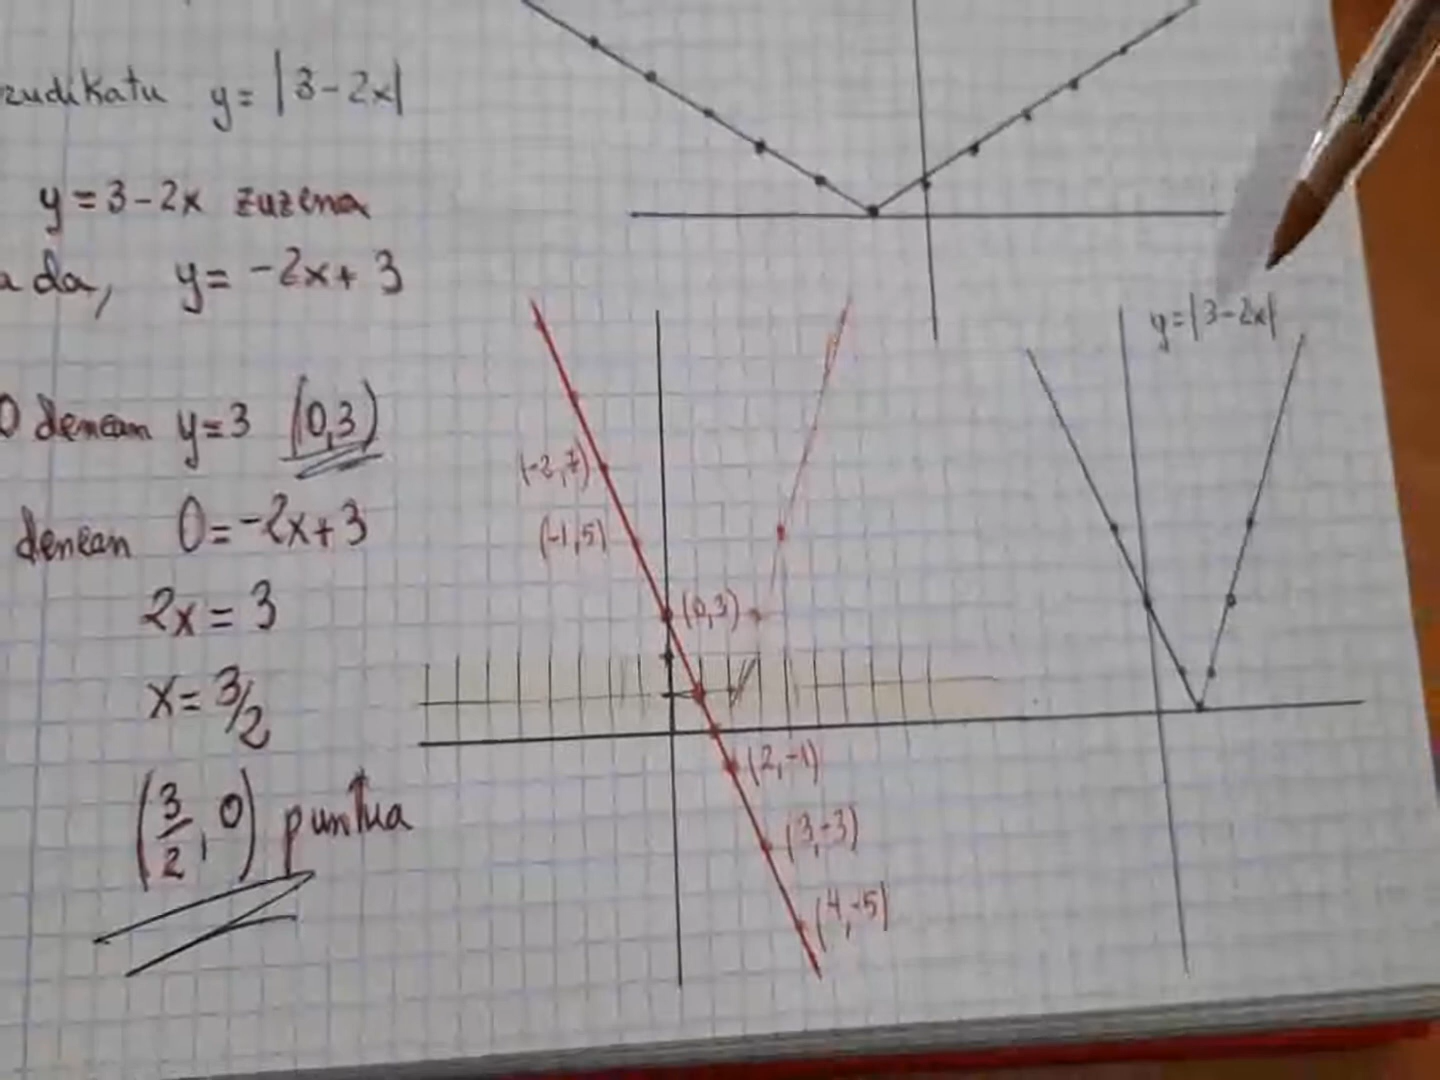 y = |3 - 2x|
y = 3 - 2x zuzena
da, y = -2x + 3
denean y = 3 (0,3)
denean 0 = -2x + 3
2x = 3
x = 3/2
(3/2, 0) puntua
(-2,7)
(-1,5)
(0,3)
(2,-1)
(3,-3)
(4,-5)
y = |3 - 2x|